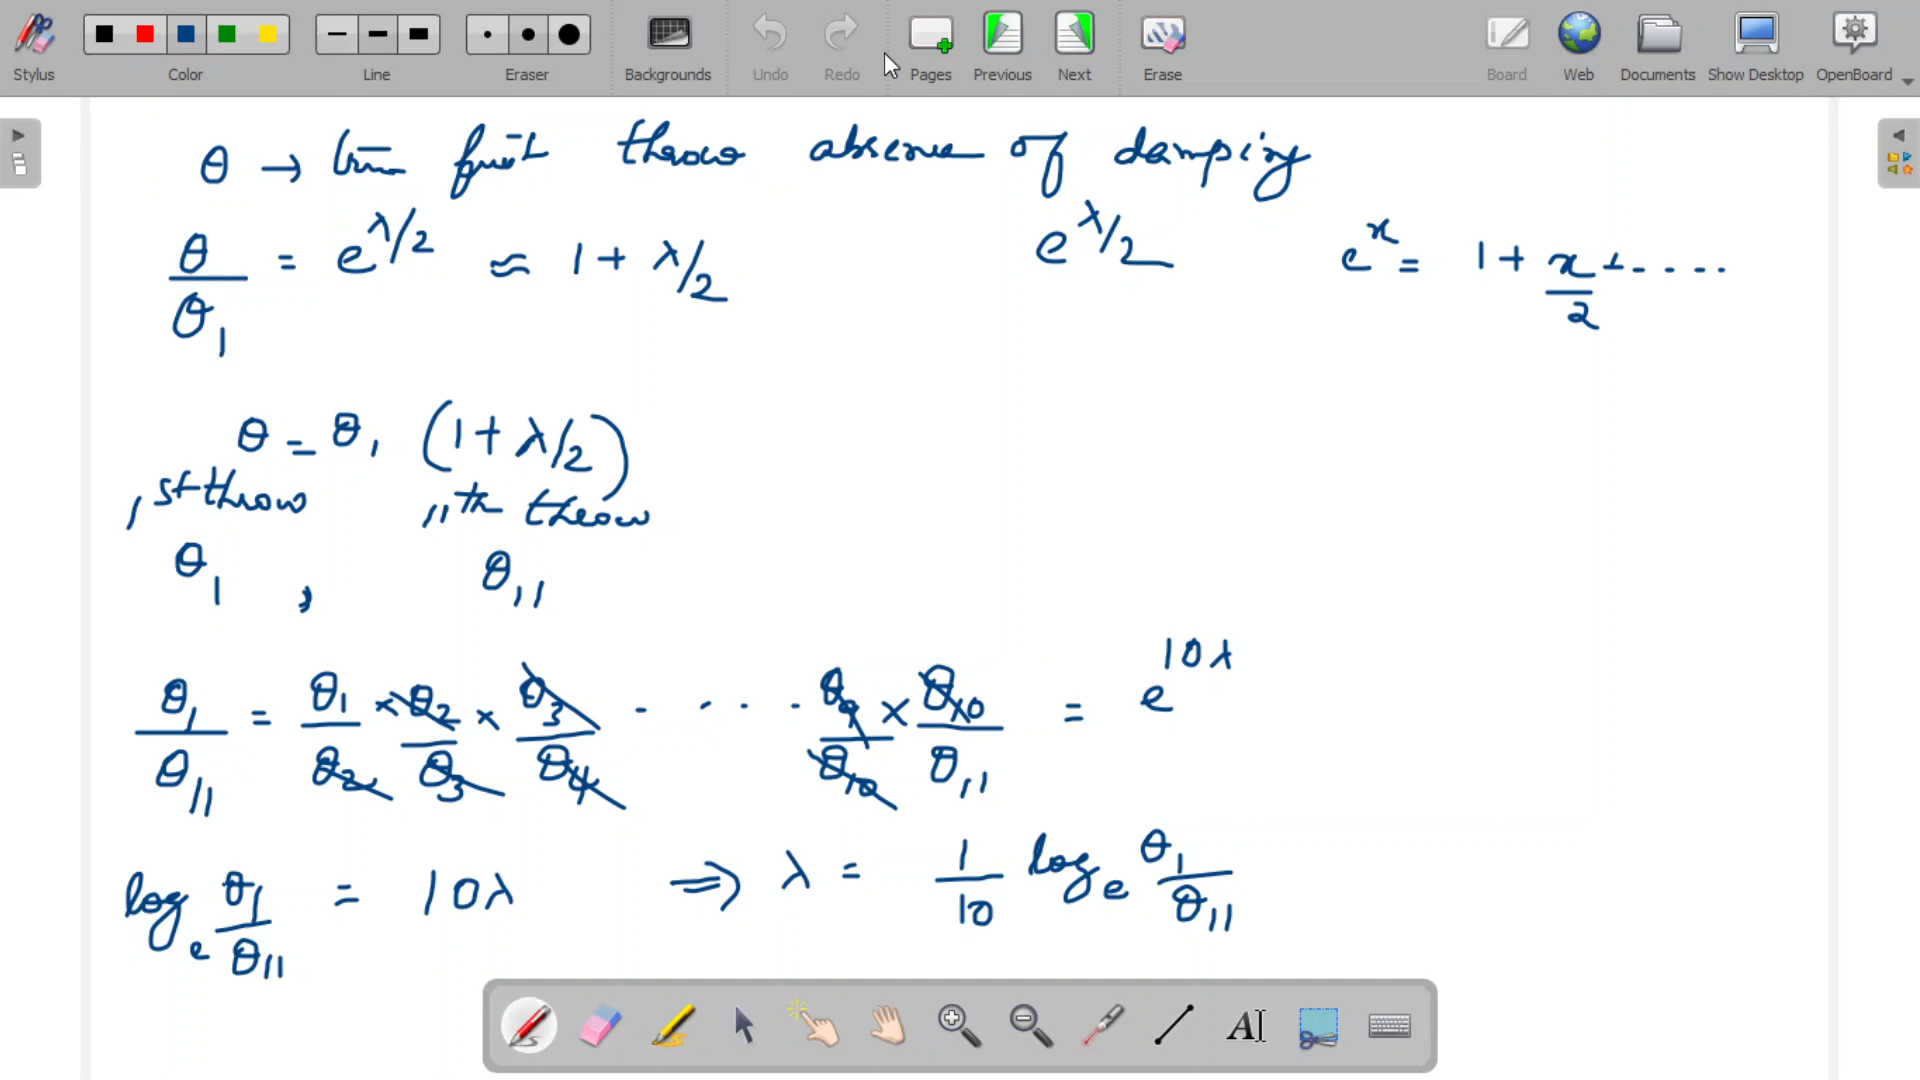 Stylus Color Line Eraser Backgrounds Undo Redo Pages Previous Next Erase Board Web Documents Show Desktop OpenBoard
θ → first throw absence of damping
θ/θ₁ = e^(λ/2) ≈ 1 + λ/2 e^(λ/2) e^x = 1 + x/2 + ....
θ = θ₁ (1 + λ/2)
1st throw 11th throw
θ₁ , θ₁₁
θ₁/θ₁₁ = θ₁/θ₂ × θ₂/θ₃ × θ₃/θ₄ · · · · θ₉/θ₁₀ × θ₁₀/θ₁₁ = e^(10λ)
log_e θ₁/θ₁₁ = 10λ ⇒ λ = 1/10 log_e θ₁/θ₁₁
AI